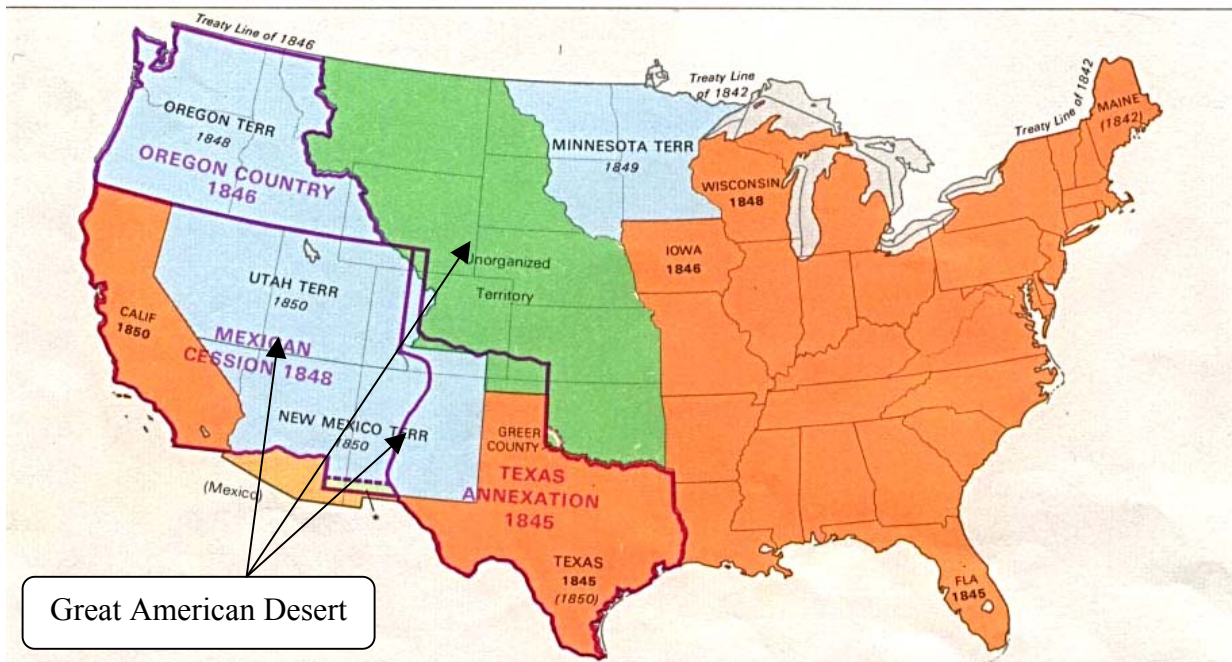 Treaty Line of 1846
OREGON TERR
1848
OREGON COUNTRY
1846
Treaty Line
of 1842
MINNESOTA TERR
1849
Treaty Line of 1842
MAINE
(1842)
WISCONSIN
1848
IOWA
1846
Unorganized
Territory
UTAH TERR
1850
CALIF
1850
MEXICAN
CESSION 1848
NEW MEXICO TERR
1850
GREER
COUNTY
TEXAS
ANNEXATION
1845
(Mexico)
*
TEXAS
1845
(1850)
FLA
1845
Great American Desert